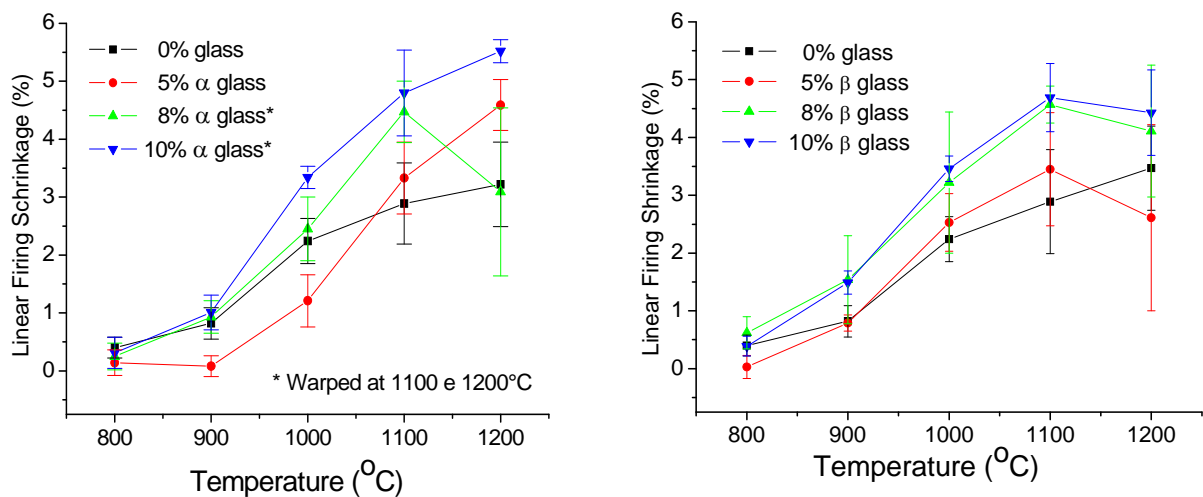 Linear Firing Schrinkage (%)
6
5
4
3
2
1
0
0% glass
5% α glass
8% α glass*
10% α glass*
* Warped at 1100 e 1200°C
800 900 1000 1100 1200
Temperature (°C)
Linear Firing Shrinkage (%)
6
5
4
3
2
1
0
0% glass
5% β glass
8% β glass
10% β glass
800 900 1000 1100 1200
Temperature (°C)